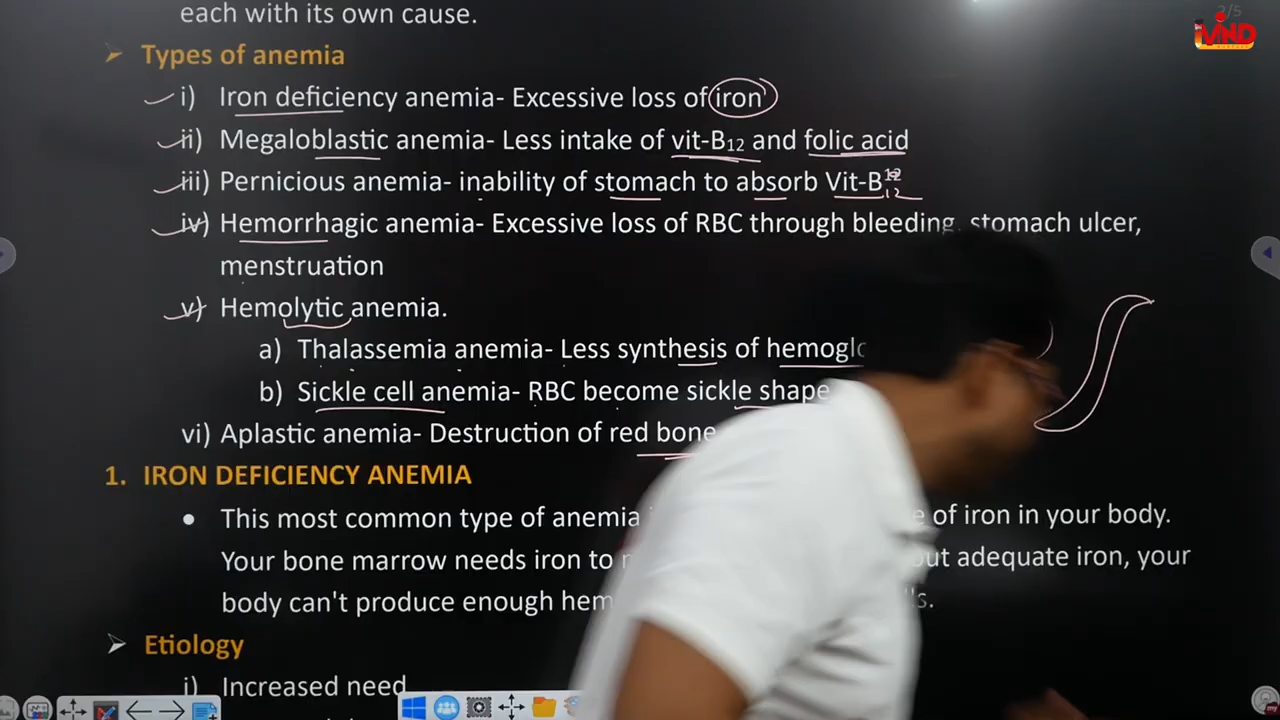 each with its own cause.
2/5
Types of anemia
i) Iron deficiency anemia- Excessive loss of iron
ii) Megaloblastic anemia- Less intake of vit-B12 and folic acid
iii) Pernicious anemia- inability of stomach to absorb Vit-B12 12
iv) Hemorrhagic anemia- Excessive loss of RBC through bleeding, stomach ulcer,
menstruation
v) Hemolytic anemia.
a) Thalassemia anemia- Less synthesis of hemoglo
b) Sickle cell anemia- RBC become sickle shape
vi) Aplastic anemia- Destruction of red bone
1. IRON DEFICIENCY ANEMIA
This most common type of anemia of iron in your body.
Your bone marrow needs iron to adequate iron, your
body can't produce enough hem
Etiology
i) Increased need